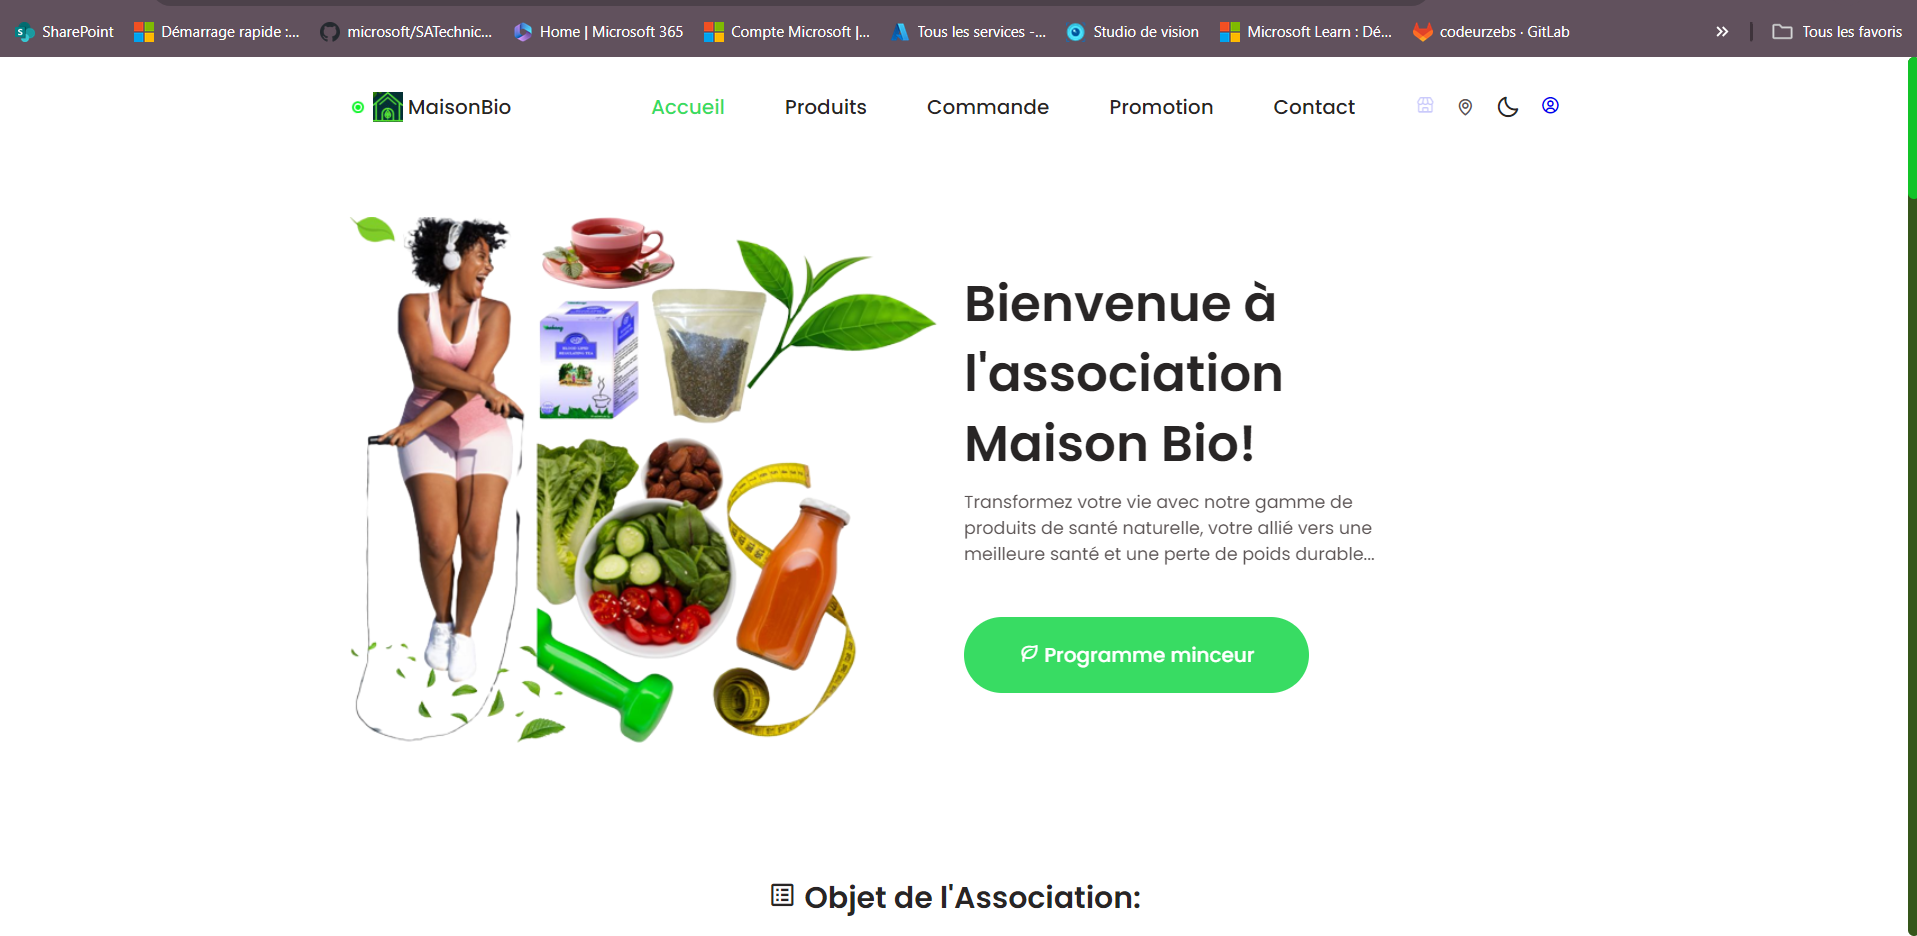 SharePoint
Démarrage rapide :...
microsoft/SATechnic...
Home | Microsoft 365
Compte Microsoft |...
Tous les services -...
Studio de vision
Microsoft Learn : Dé...
codeurzebs · GitLab
Tous les favoris
MaisonBio
Accueil
Produits
Commande
Promotion
Contact
Bienvenue à
l'association
Maison Bio!
Transformez votre vie avec notre gamme de
produits de santé naturelle, votre allié vers une
meilleure santé et une perte de poids durable...
Programme minceur
Objet de l'Association: